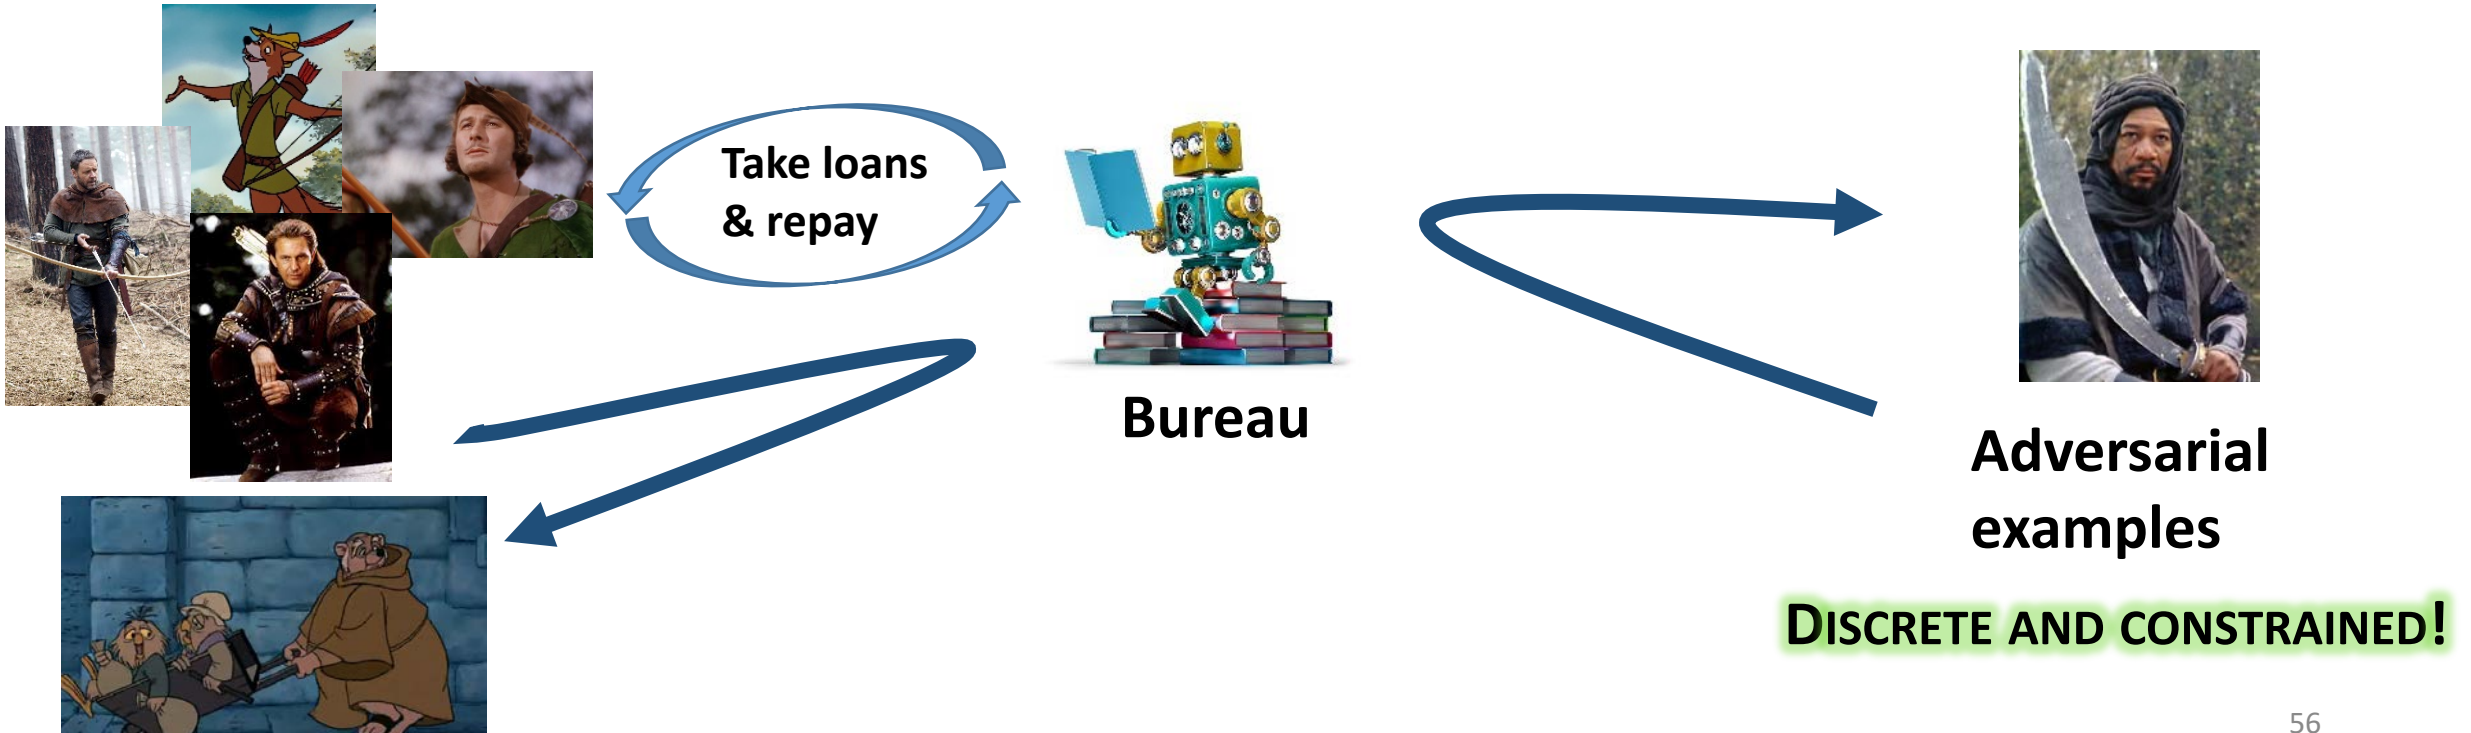 Take loans
& repay
Bureau
Adversarial
examples
DISCRETE AND CONSTRAINED!
56